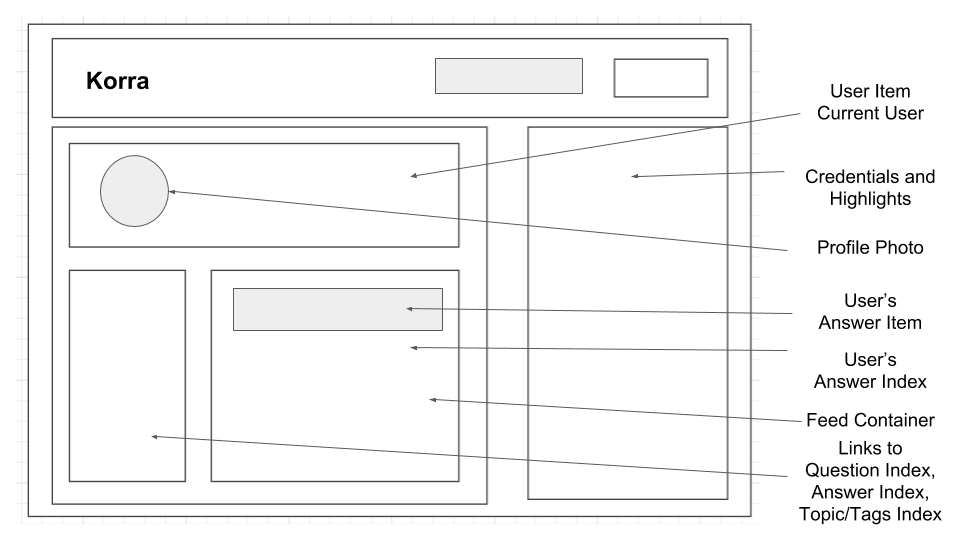 Korra
User Item
Current User
Credentials and
Highlights
Profile Photo
User’s
Answer Item
User’s
Answer Index
Feed Container
Links to
Question Index,
Answer Index,
Topic/Tags Index